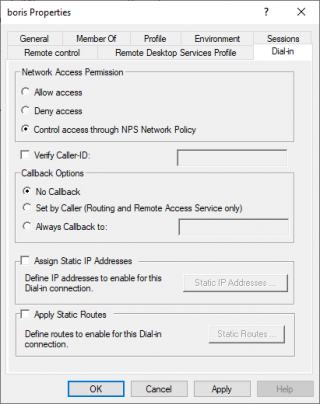 boris Properties
General Member Of Profile Environment Sessions
Remote control Remote Desktop Services Profile Dial-in
Network Access Permission
Allow access
Deny access
Control access through NPS Network Policy
Verify Caller-ID:
Callback Options
No Callback
Set by Caller (Routing and Remote Access Service only)
Always Callback to:
Assign Static IP Addresses
Define IP addresses to enable for this
Dial-in connection.
Static IP Addresses ...
Apply Static Routes
Define routes to enable for this Dial-in
connection.
Static Routes ...
OK Cancel Apply Help